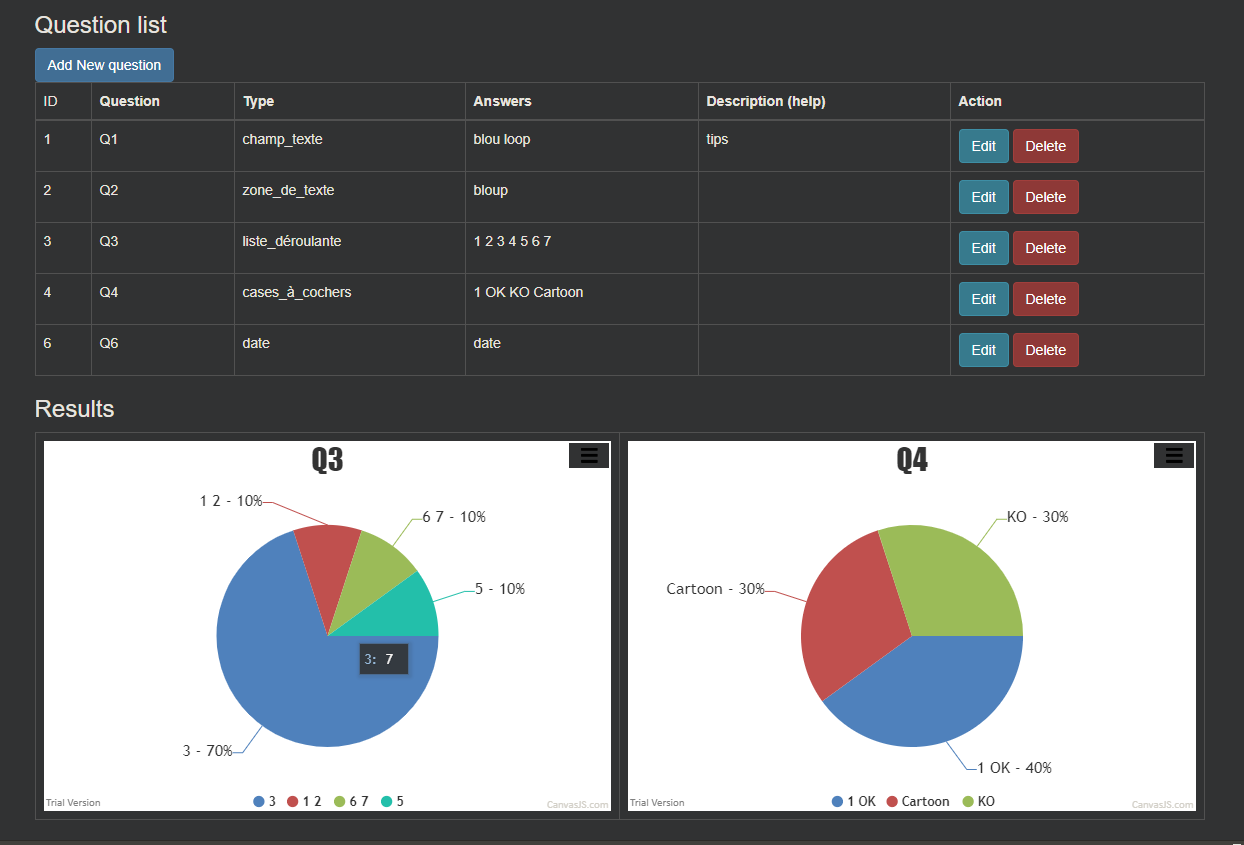 Question list
Add New question
ID Question Type Answers Description (help) Action
1 Q1 champ_texte blou loop tips Edit Delete
2 Q2 zone_de_texte bloup Edit Delete
3 Q3 liste_déroulante 1 2 3 4 5 6 7 Edit Delete
4 Q4 cases_à_cochers 1 OK KO Cartoon Edit Delete
6 Q6 date date Edit Delete
Results
Q3
1 2 - 10%
6 7 - 10%
5 - 10%
3: 7
3 - 70%
3 1 2 6 7 5
Trial Version CanvasJS.com
Q4
KO - 30%
Cartoon - 30%
1 OK - 40%
1 OK Cartoon KO
Trial Version CanvasJS.com